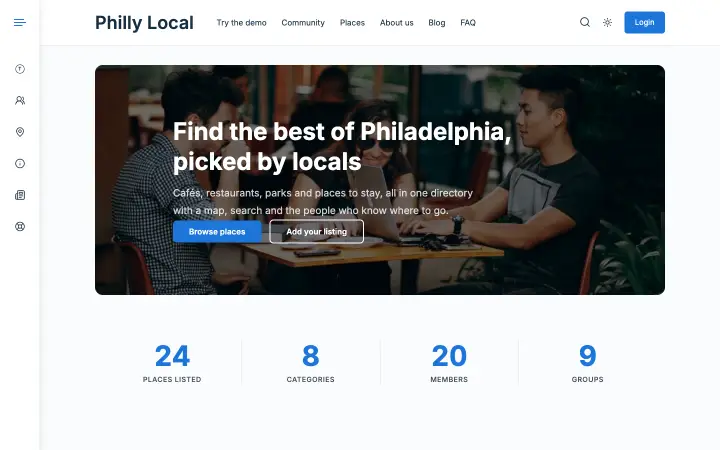 Philly Local
Try the demo
Community
Places
About us
Blog
FAQ
Login
Find the best of Philadelphia,
picked by locals
Cafés, restaurants, parks and places to stay, all in one directory
with a map, search and the people who know where to go.
Browse places
Add your listing
24
PLACES LISTED
8
CATEGORIES
20
MEMBERS
9
GROUPS